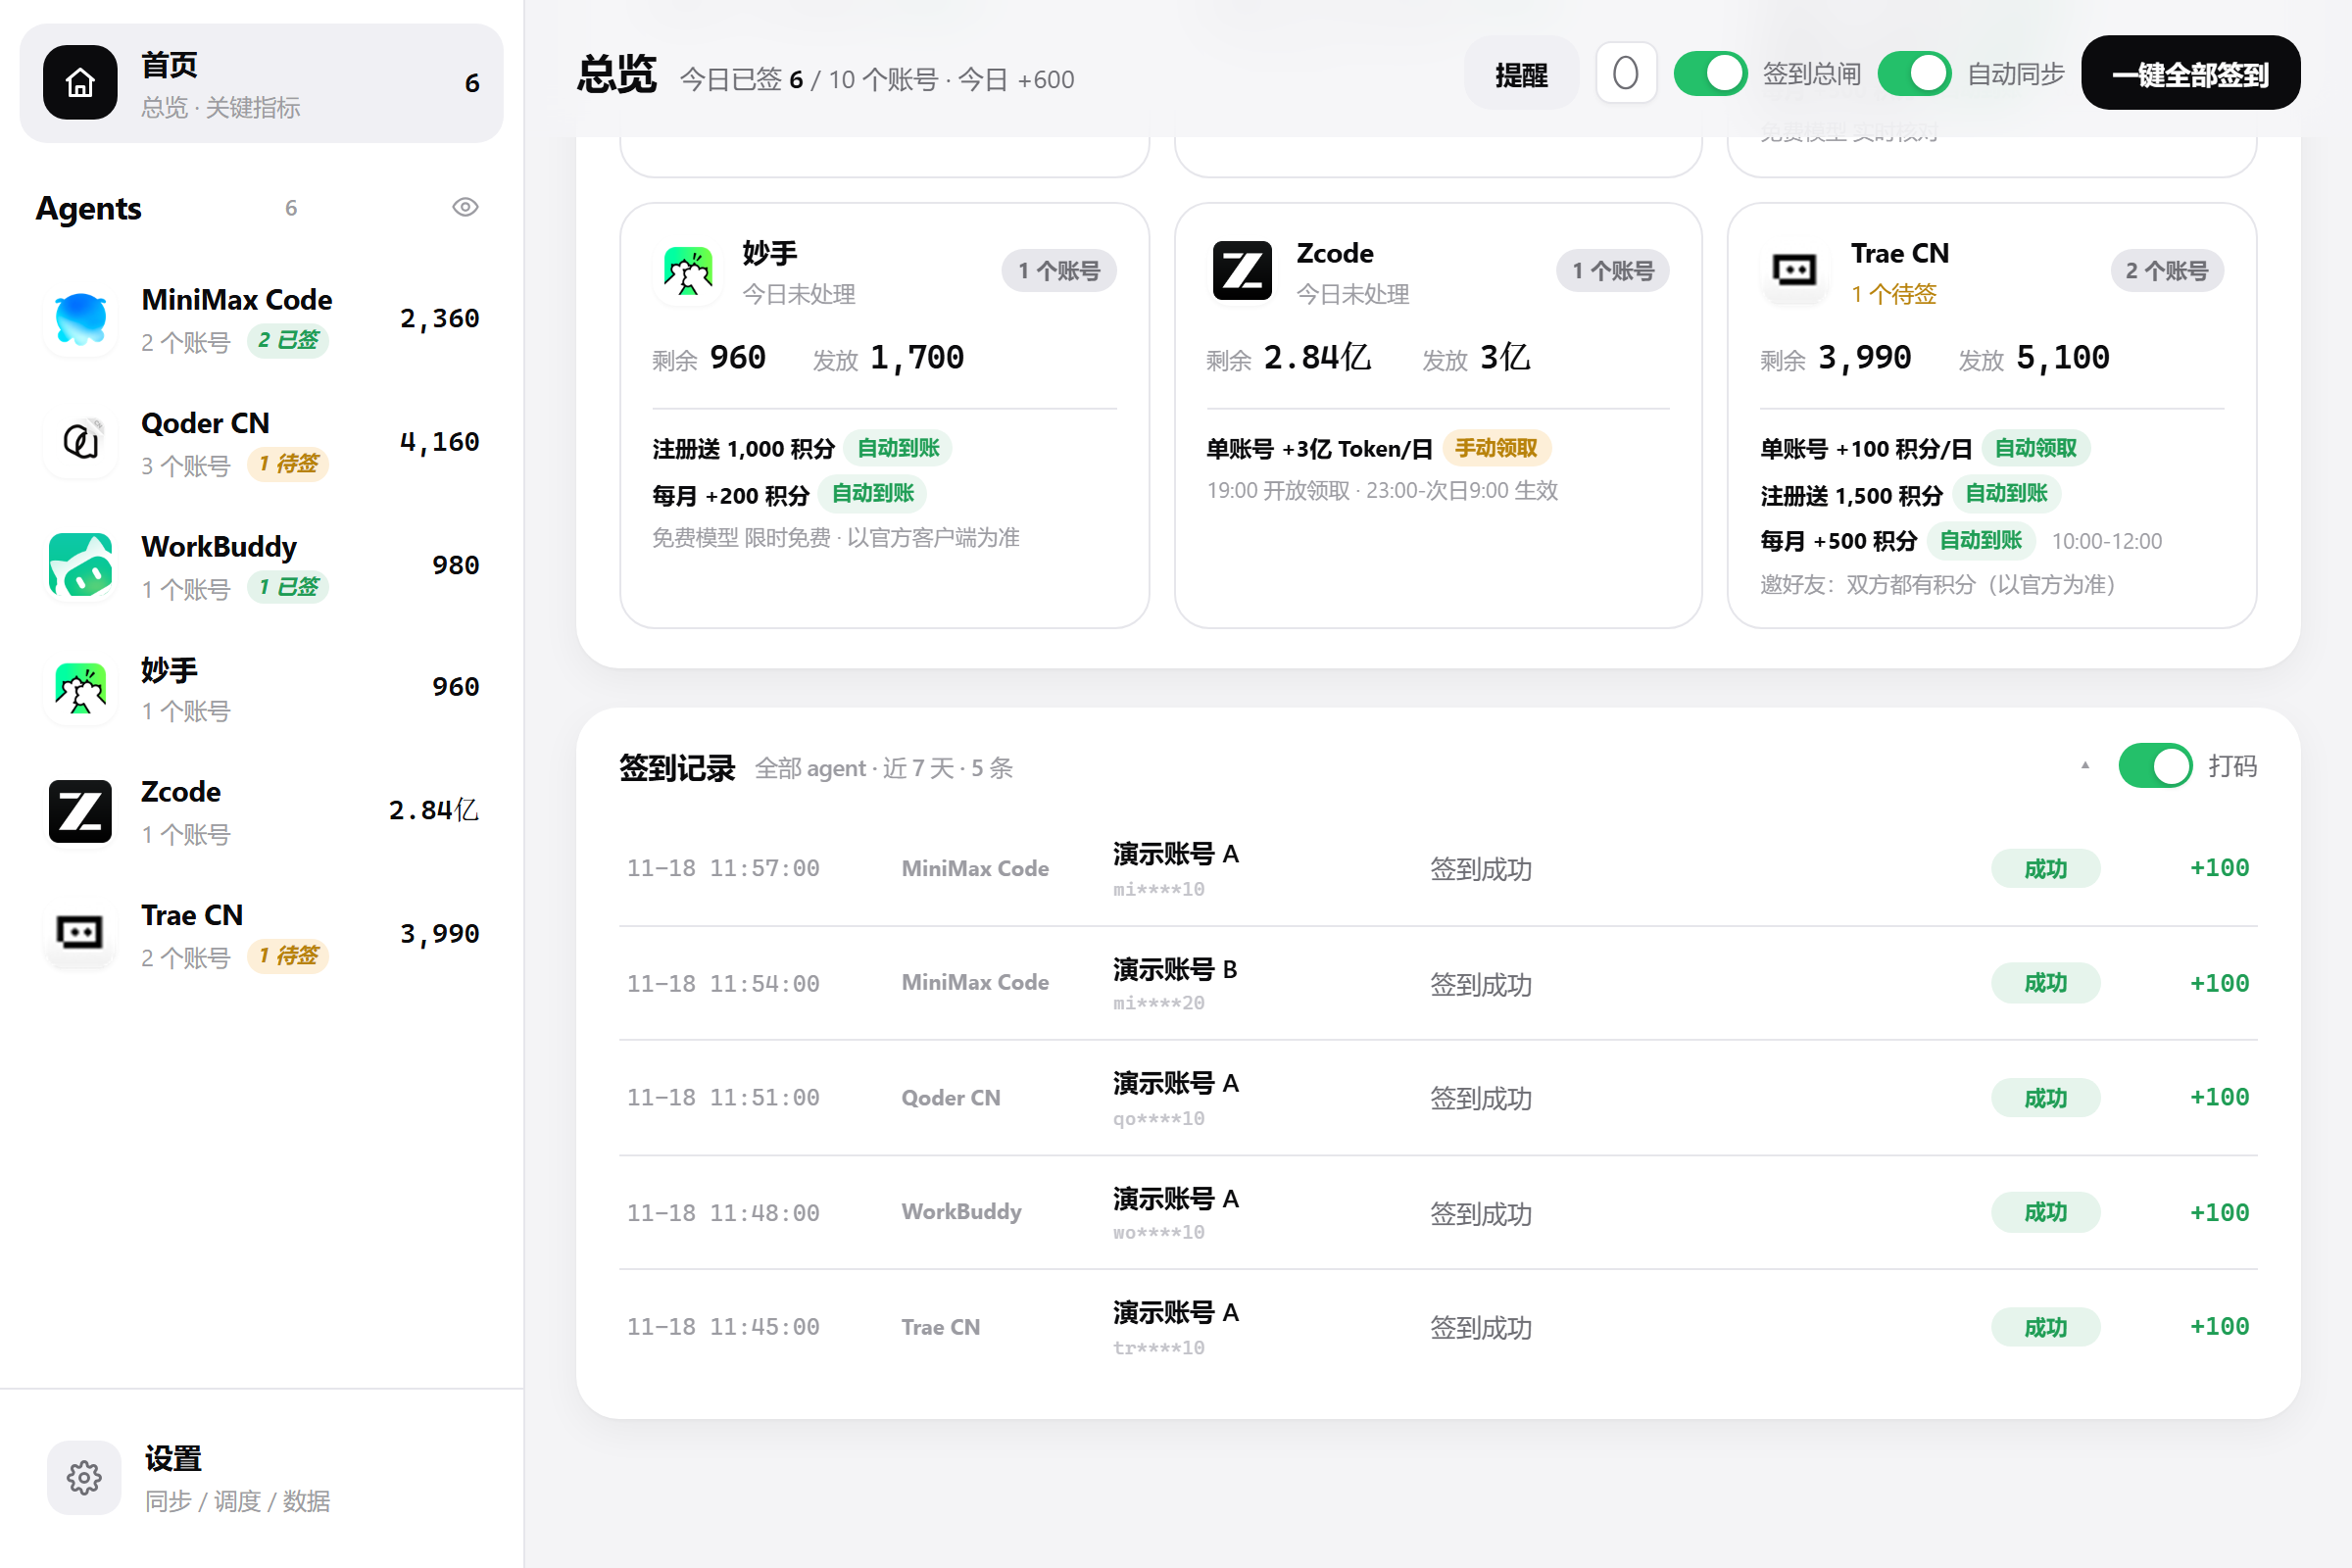 首页
总览 · 关键指标
6
Agents
6
MiniMax Code
2 个账号
2 已签
2,360
Qoder CN
3 个账号
1 待签
4,160
WorkBuddy
1 个账号
1 已签
980
妙手
1 个账号
960
Zcode
1 个账号
2.84亿
Trae CN
2 个账号
1 待签
3,990
设置
同步 / 调度 / 数据
总览
今日已签 6 / 10 个账号 · 今日 +600
提醒
签到总闸
自动同步
一键全部签到
免费模型 实时核对
妙手
今日未处理
1 个账号
剩余 960 发放 1,700
注册送 1,000 积分 自动到账
每月 +200 积分 自动到账
免费模型 限时免费 · 以官方客户端为准
Zcode
今日未处理
1 个账号
剩余 2.84亿 发放 3亿
单账号 +3亿 Token/日 手动领取
19:00 开放领取 · 23:00-次日9:00 生效
Trae CN
1 个待签
2 个账号
剩余 3,990 发放 5,100
单账号 +100 积分/日 自动领取
注册送 1,500 积分 自动到账
每月 +500 积分 自动到账 10:00-12:00
邀好友：双方都有积分（以官方为准）
签到记录 全部 agent · 近 7 天 · 5 条
打码
11-18 11:57:00 MiniMax Code 演示账号 A 签到成功 成功 +100
mi****10
11-18 11:54:00 MiniMax Code 演示账号 B 签到成功 成功 +100
mi****20
11-18 11:51:00 Qoder CN 演示账号 A 签到成功 成功 +100
qo****10
11-18 11:48:00 WorkBuddy 演示账号 A 签到成功 成功 +100
wo****10
11-18 11:45:00 Trae CN 演示账号 A 签到成功 成功 +100
tr****10